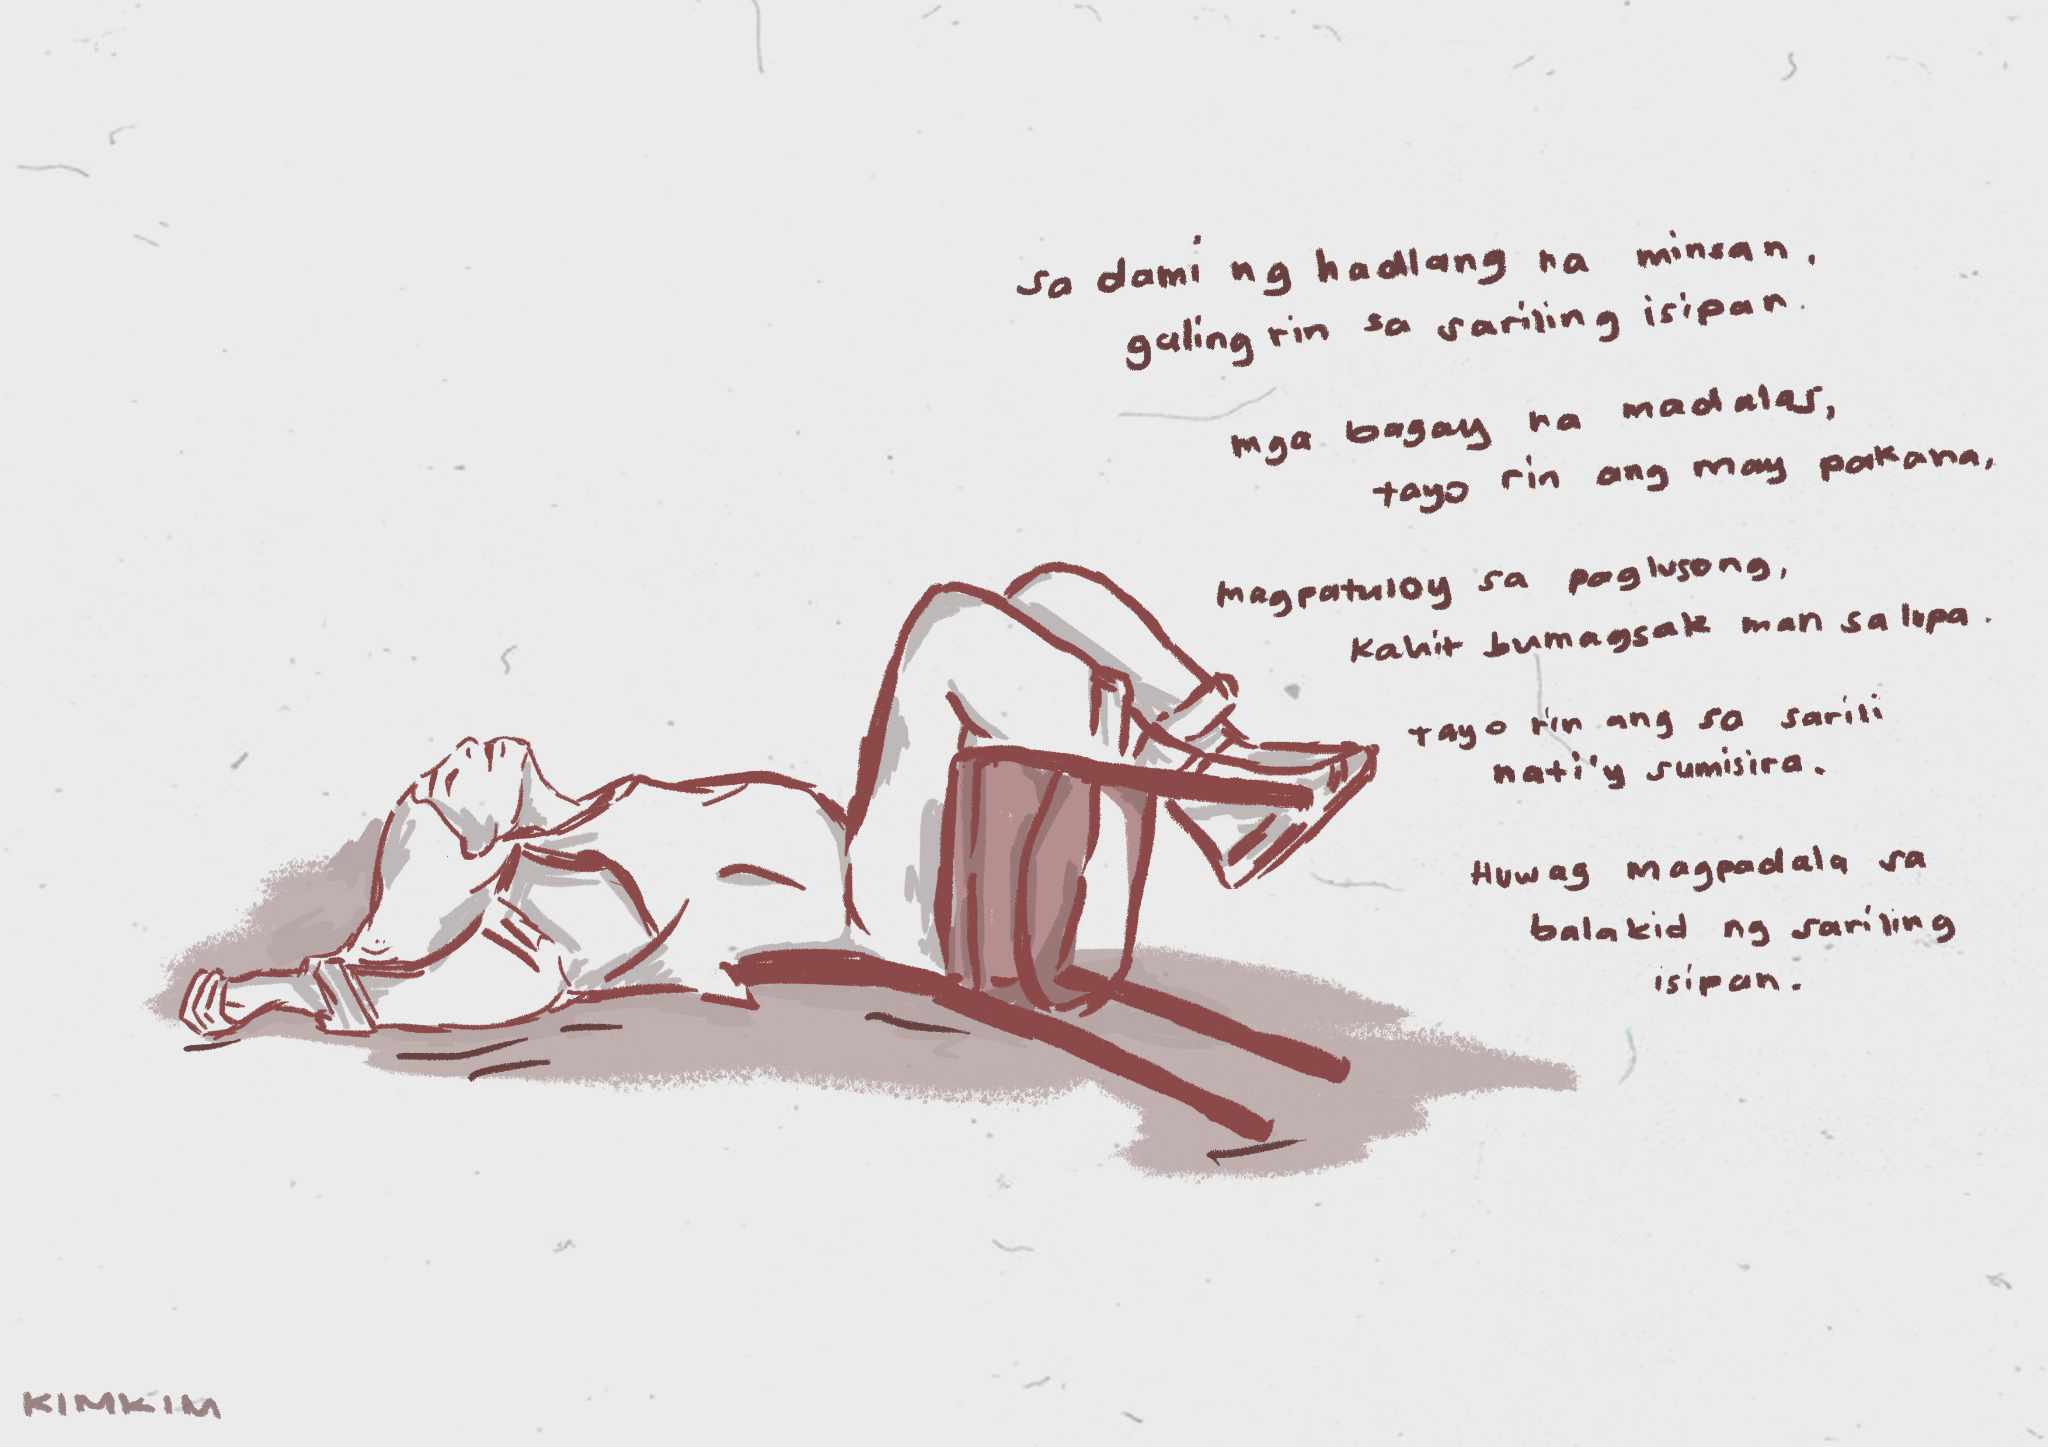 sa dami ng hadlang na minsan,
galing rin sa sariling isipan.
mga bagay na madalas,
tayo rin ang may pakana,
magpatuloy sa paglusong,
kahit bumagsak man sa lupa.
tayo rin ang sa sarili
nati'y sumisira.
Huwag magpadala sa
balakid ng sariling
isipan.
KIMKIM